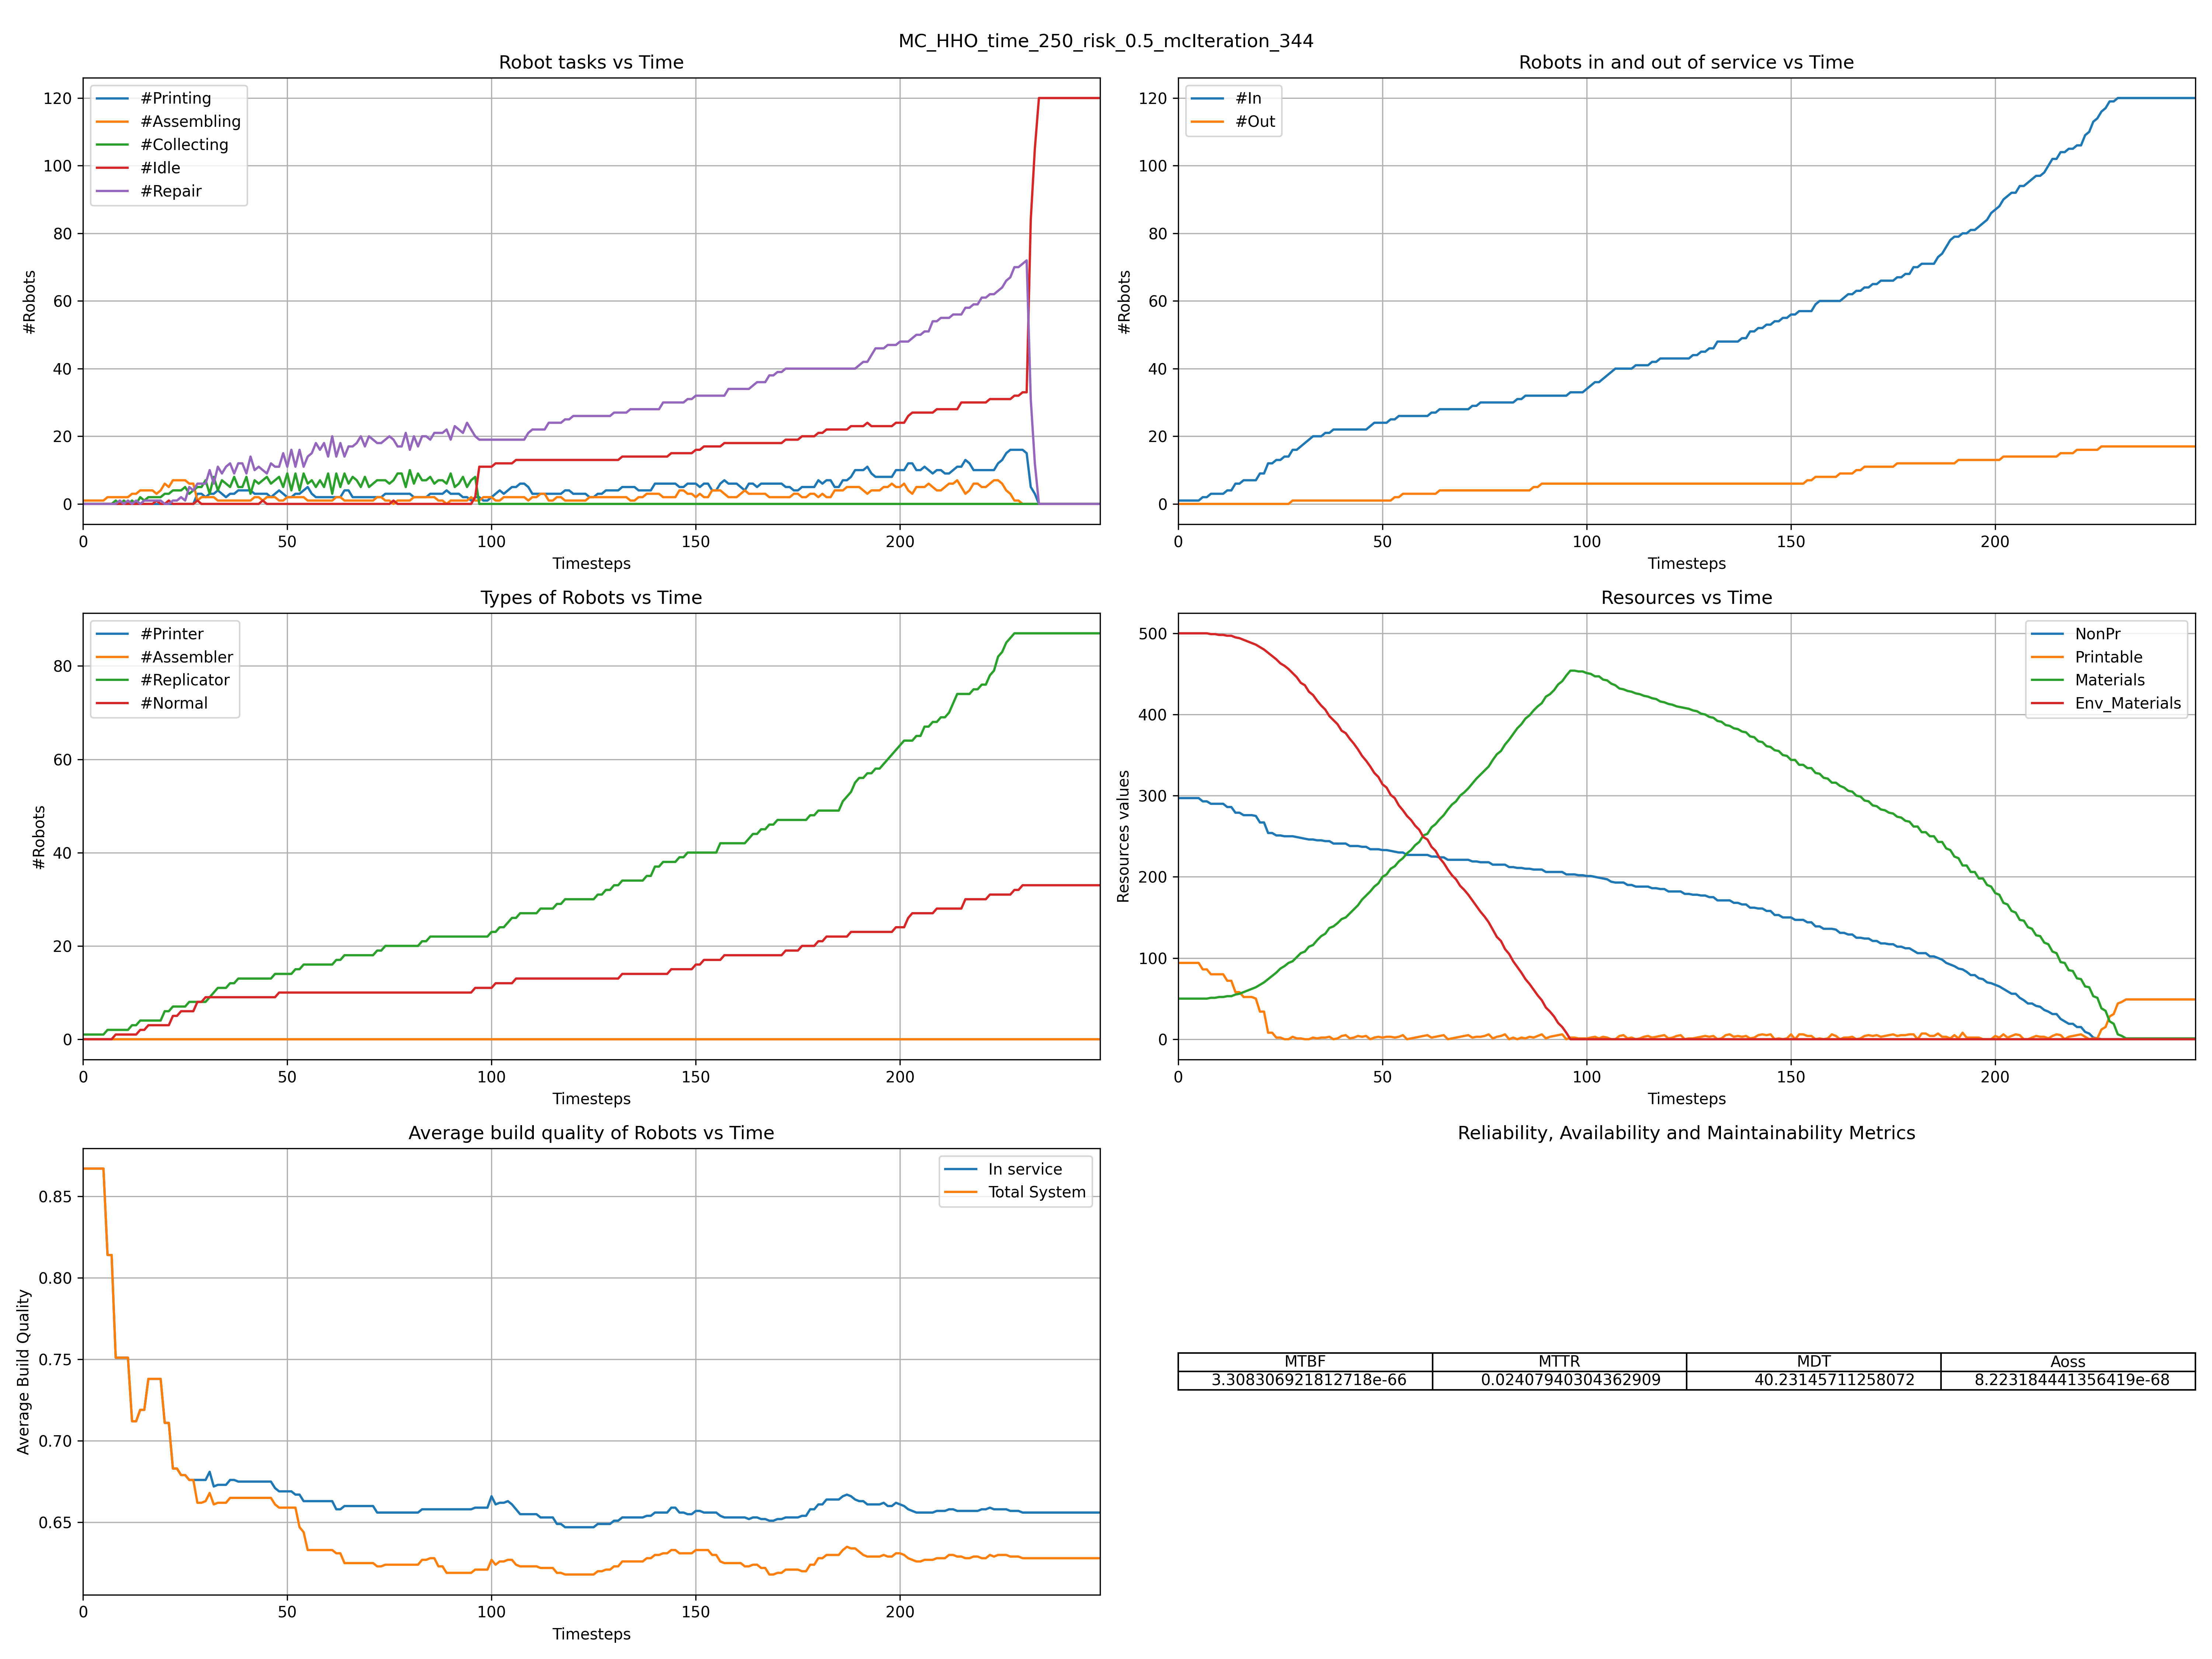 MC_HHO_time_250_risk_0.5_mcIteration_344
Robot tasks vs Time
#Printing
#Assembling
#Collecting
#Idle
#Repair
#Robots
120
100
80
60
40
20
0
0 50 100 150 200
Timesteps
Robots in and out of service vs Time
#In
#Out
#Robots
120
100
80
60
40
20
0
0 50 100 150 200
Timesteps
Types of Robots vs Time
#Printer
#Assembler
#Replicator
#Normal
#Robots
80
60
40
20
0
0 50 100 150 200
Timesteps
Resources vs Time
NonPr
Printable
Materials
Env_Materials
Resources values
500
400
300
200
100
0
0 50 100 150 200
Timesteps
Average build quality of Robots vs Time
In service
Total System
Average Build Quality
0.85
0.80
0.75
0.70
0.65
0 50 100 150 200
Timesteps
Reliability, Availability and Maintainability Metrics
MTBF MTTR MDT Aoss
3.308306921812718e-66 0.02407940304362909 40.23145711258072 8.223184441356419e-68